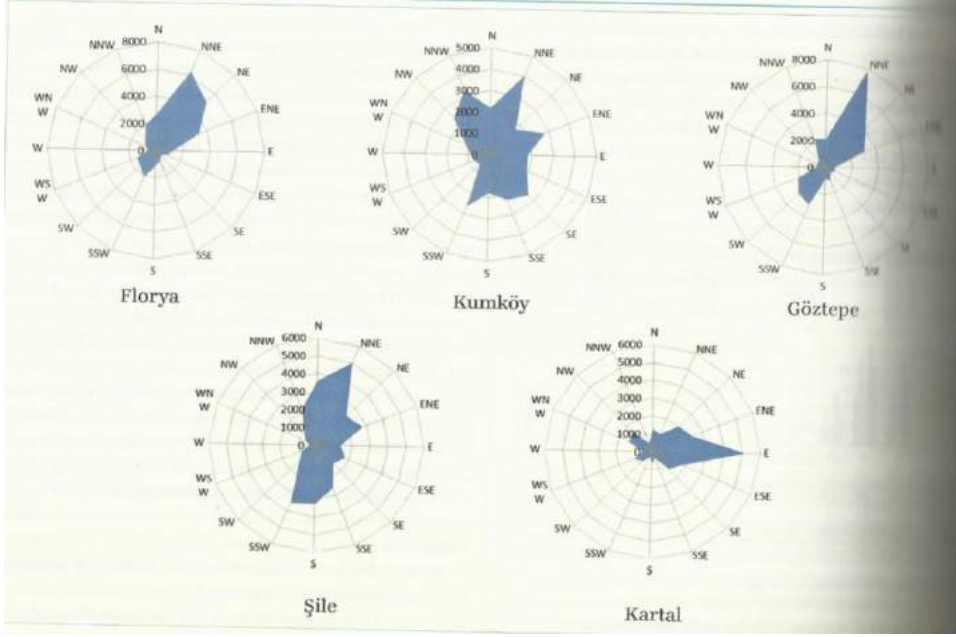 N
NNE
NE
ENE
E
ESE
SE
SSE
S
SSW
SW
WS
W
W
WN
W
NW
NNW
8000
6000
4000
2000
0
Florya
N
NNE
NE
ENE
E
ESE
SE
SSE
S
SSW
SW
WS
W
W
WN
W
NW
NNW
5000
4000
3000
2000
1000
0
Kumköy
N
NNE
S
SSW
SW
WS
W
W
WN
W
NW
NNW
8000
6000
4000
2000
0
Göztepe
N
NNE
NE
ENE
E
ESE
SE
SSE
S
SSW
SW
WS
W
W
WN
W
NW
NNW
6000
5000
4000
3000
2000
1000
0
Şile
N
NNE
NE
ENE
E
ESE
SE
SSE
S
SSW
SW
WS
W
W
WN
W
NW
NNW
6000
5000
4000
3000
2000
1000
0
Kartal